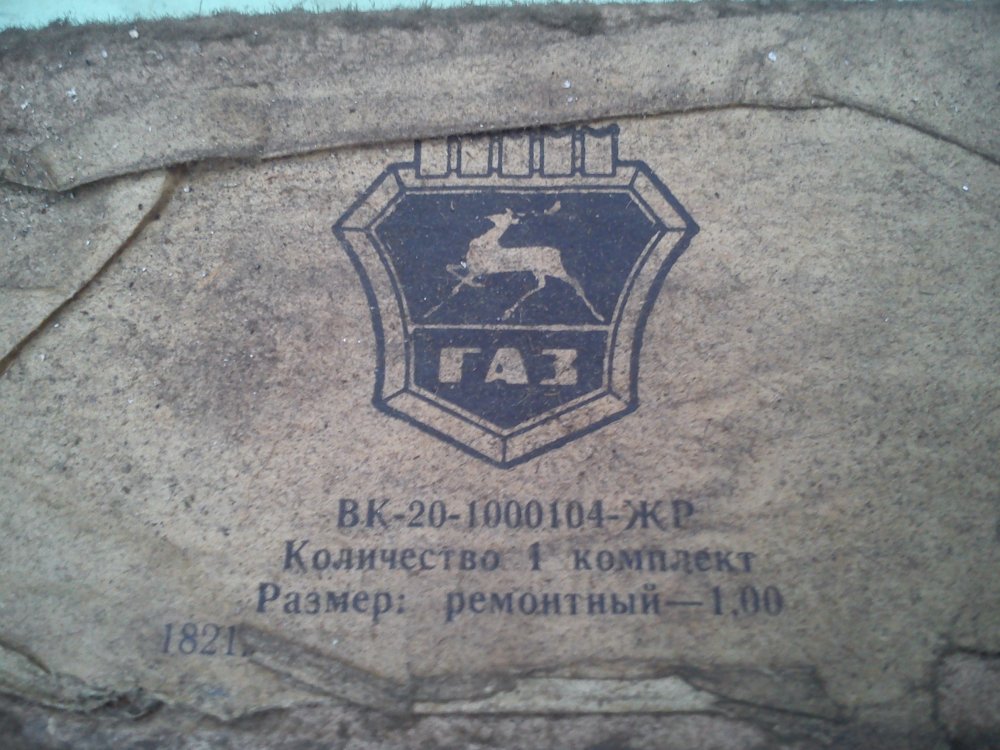 ГАЗ
ВК-20-1000104-ЖР
Количество 1 комплект
Размер: ремонтный—1,00
1821